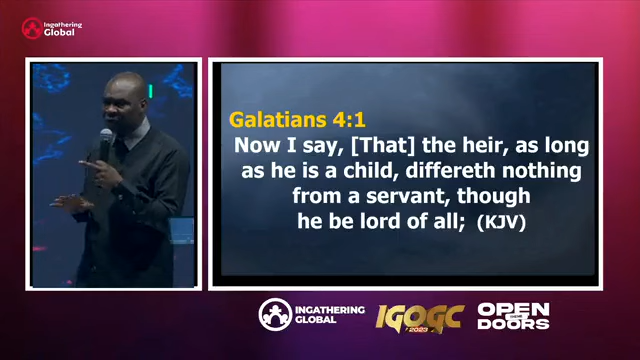 Ingathering
Global
Galatians 4:1
Now I say, [That] the heir, as long
as he is a child, differeth nothing
from a servant, though
he be lord of all; (KJV)
INGATHERING
GLOBAL
IGOGC
2023
OPEN
DOORS